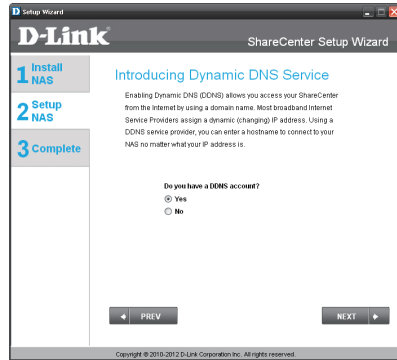 D Setup Wizard
D-Link
ShareCenter Setup Wizard
1 Install NAS
2 Setup NAS
3 Complete
Introducing Dynamic DNS Service
Enabling Dynamic DNS (DDNS) allows you access your ShareCenter
from the Internet by using a domain name. Most broadband Internet
Service Providers assign a dynamic (changing) IP address. Using a
DDNS service provider, you can enter a hostname to connect to your
NAS no matter what your IP address is.
Do you have a DDNS account?
Yes
No
PREV
NEXT
Copyright © 2010-2012 D-Link Corporation Inc. All rights reserved.